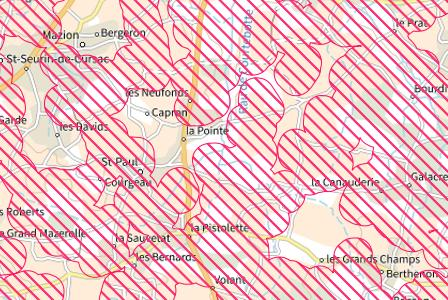 Mazion
Bergeron
le Prat
St-Seurin-de-Cursac
les Neufonds
Bourdi
Garde
Capron
les Davids
la Pointe
St-Paul
Courgeau
la Canauderie
Galacre
s Roberts
a Grand Mazerolle
la Pistolette
la Sauvetat
les Bernards
les Grands Champs
Berthenon
Volant